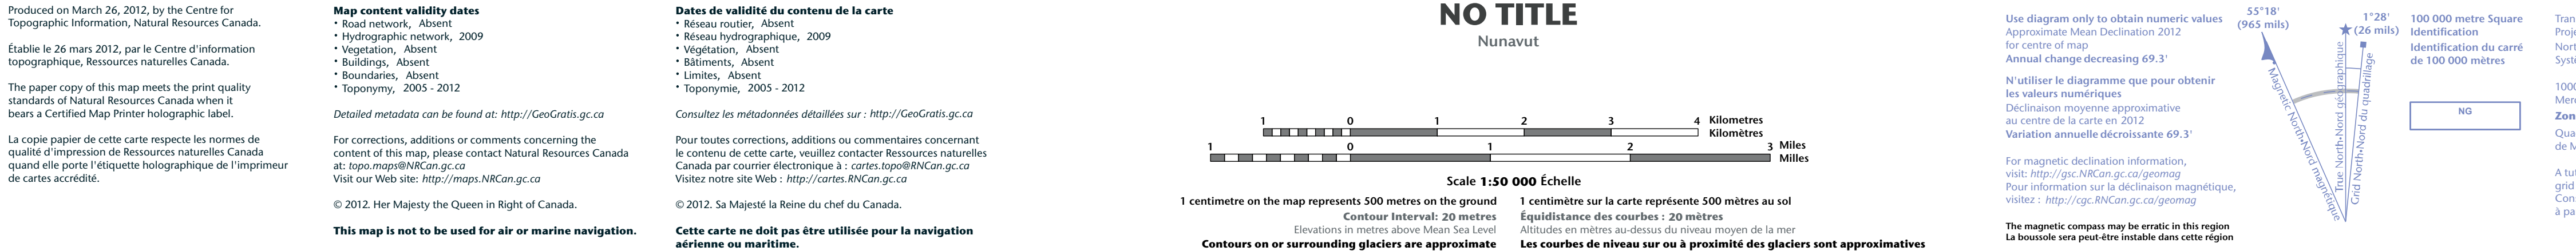 Produced on March 26, 2012, by the Centre for
Topographic Information, Natural Resources Canada.
Établie le 26 mars 2012, par le Centre d'information
topographique, Ressources naturelles Canada.
The paper copy of this map meets the print quality
standards of Natural Resources Canada when it
bears a Certified Map Printer holographic label.
La copie papier de cette carte respecte les normes de
qualité d'impression de Ressources naturelles Canada
quand elle porte l'étiquette holographique de l'imprimeur
de cartes accrédité.
Map content validity dates
• Road network, Absent
• Hydrographic network, 2009
• Vegetation, Absent
• Buildings, Absent
• Boundaries, Absent
• Toponymy, 2005 - 2012
Detailed metadata can be found at: http://GeoGratis.gc.ca
For corrections, additions or comments concerning the
content of this map, please contact Natural Resources Canada
at: topo.maps@NRCan.gc.ca
Visit our Web site: http://maps.NRCan.gc.ca
© 2012. Her Majesty the Queen in Right of Canada.
This map is not to be used for air or marine navigation.
Dates de validité du contenu de la carte
• Réseau routier, Absent
• Réseau hydrographique, 2009
• Végétation, Absent
• Bâtiments, Absent
• Limites, Absent
• Toponymie, 2005 - 2012
Consultez les métadonnées détaillées sur : http://GeoGratis.gc.ca
Pour toutes corrections, additions ou commentaires concernant
le contenu de cette carte, veuillez contacter Ressources naturelles
Canada par courrier électronique à : cartes.topo@RNCan.gc.ca
Visitez notre site Web : http://cartes.RNCan.gc.ca
© 2012. Sa Majesté la Reine du chef du Canada.
Cette carte ne doit pas être utilisée pour la navigation
aérienne ou maritime.
NO TITLE
Nunavut
1 0 1 2 3 4 Kilometres
Kilomètres
1 0 1 2 3 Miles
Milles
Scale 1:50 000 Échelle
1 centimetre on the map represents 500 metres on the ground
Contour Interval: 20 metres
Elevations in metres above Mean Sea Level
Contours on or surrounding glaciers are approximate
1 centimètre sur la carte représente 500 mètres au sol
Équidistance des courbes : 20 mètres
Altitudes en mètres au-dessus du niveau moyen de la mer
Les courbes de niveau sur ou à proximité des glaciers sont approximatives
Use diagram only to obtain numeric values
Approximate Mean Declination 2012
for centre of map
Annual change decreasing 69.3'
N'utiliser le diagramme que pour obtenir
les valeurs numériques
Déclinaison moyenne approximative
au centre de la carte en 2012
Variation annuelle décroissante 69.3'
For magnetic declination information,
visit: http://gsc.NRCan.gc.ca/geomag
Pour information sur la déclinaison magnétique,
visitez : http://cgc.RNCan.gc.ca/geomag
The magnetic compass may be erratic in this region
La boussole sera peut-être instable dans cette région
55°18'
(965 mils)
1°28'
(26 mils)
Magnetic North•Nord magnétique
True North•Nord géographique
Grid North•Nord du quadrillage
100 000 metre Square
Identification
Identification du carré
de 100 000 mètres
NG